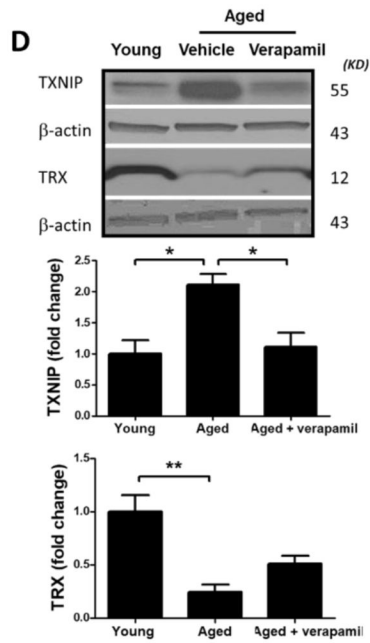 D
Aged
Young Vehicle Verapamil
(KD)
TXNIP 55
β-actin 43
TRX 12
β-actin 43
TXNIP (fold change)
2.5
2.0
1.5
1.0
0.5
0.0
* *
Young Aged Aged + verapamil
TRX (fold change)
1.5
1.0
0.5
0.0
**
Young Aged Aged + verapamil